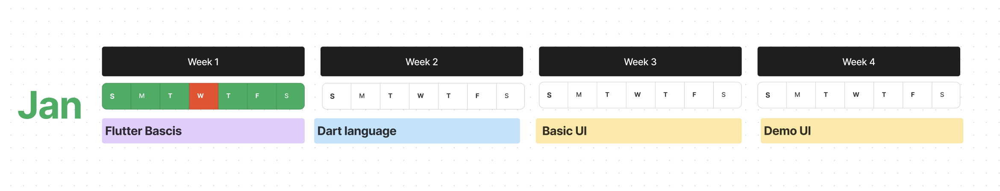 Jan
Week 1
Week 2
Week 3
Week 4
S M T W T F S
S M T W T F S
S M T W T F S
S M T W T F S
Flutter Bascis
Dart language
Basic UI
Demo UI